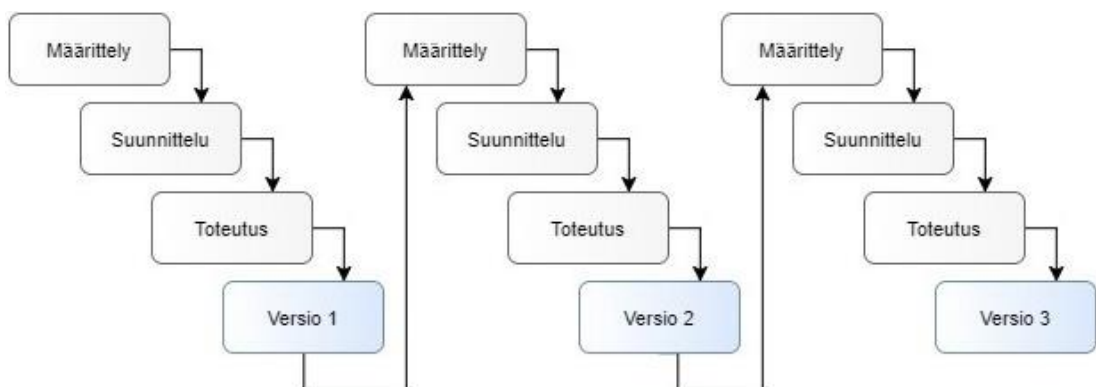 Määrittely
Suunnittelu
Toteutus
Versio 1
Määrittely
Suunnittelu
Toteutus
Versio 2
Määrittely
Suunnittelu
Toteutus
Versio 3